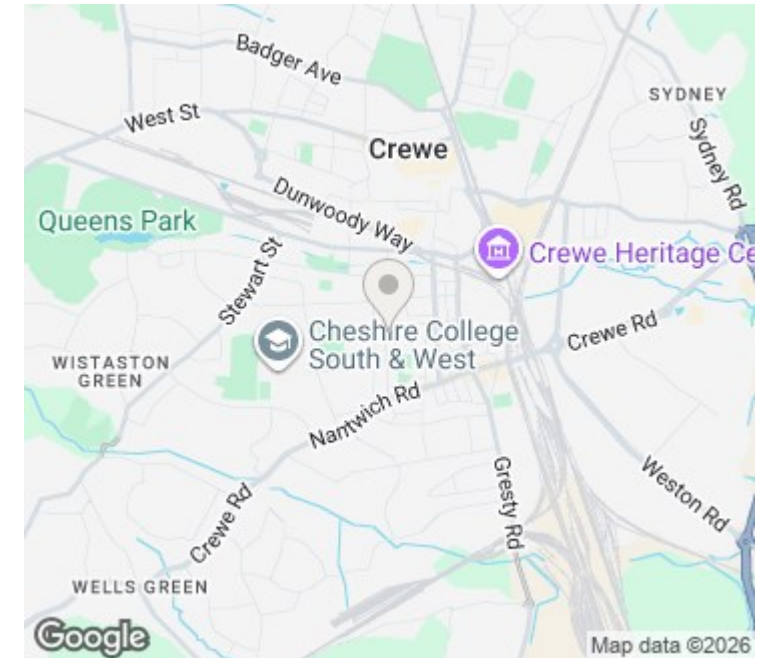 Badger Ave
SYDNEY
West St
Crewe
Sydney Rd
Dunwoody Way
Queens Park
Crewe Heritage Ce
Stewart St
Crewe Rd
Cheshire College
South & West
WISTASTON
GREEN
Nantwich Rd
Weston Rd
Gresty Rd
Crewe Rd
WELLS GREEN
Google
Map data ©2026